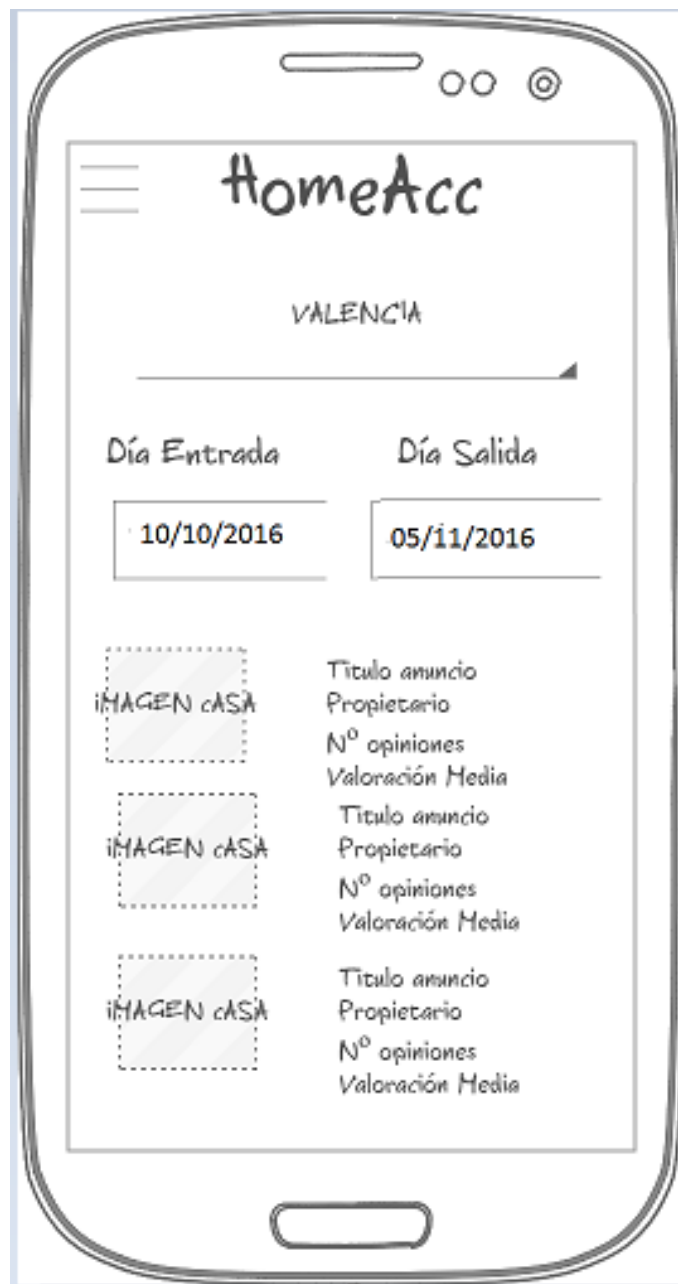 HomeAcc
VALENCIA
Día Entrada
Día Salida
10/10/2016
05/11/2016
iMAGEN cASA
Titulo anuncio
Propietario
Nº opiniones
Valoración Media
iMAGEN cASA
Titulo anuncio
Propietario
Nº opiniones
Valoración Media
iMAGEN cASA
Titulo anuncio
Propietario
Nº opiniones
Valoración Media